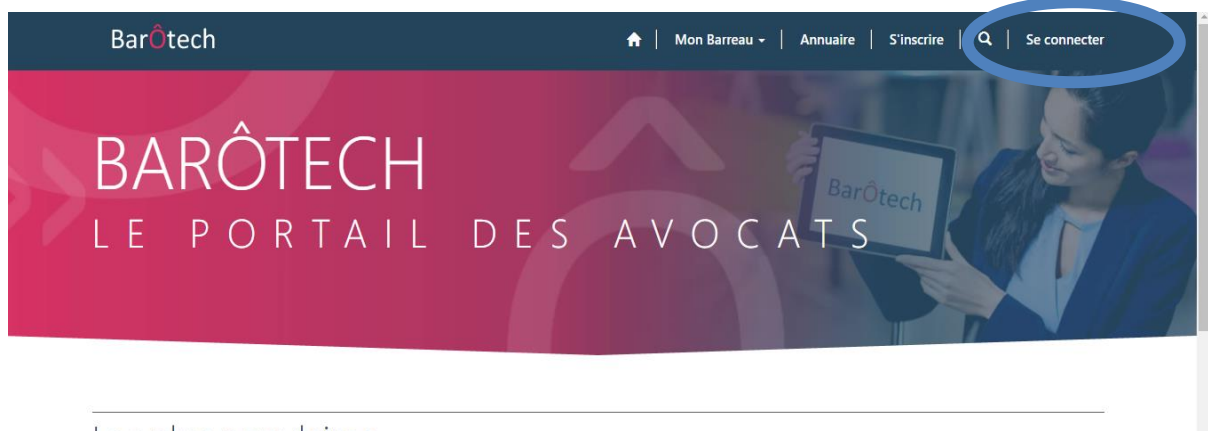 BarÔtech
Mon Barreau
Annuaire
S'inscrire
Se connecter
BARÔTECH
LE PORTAIL DES AVOCATS
BarÔtech